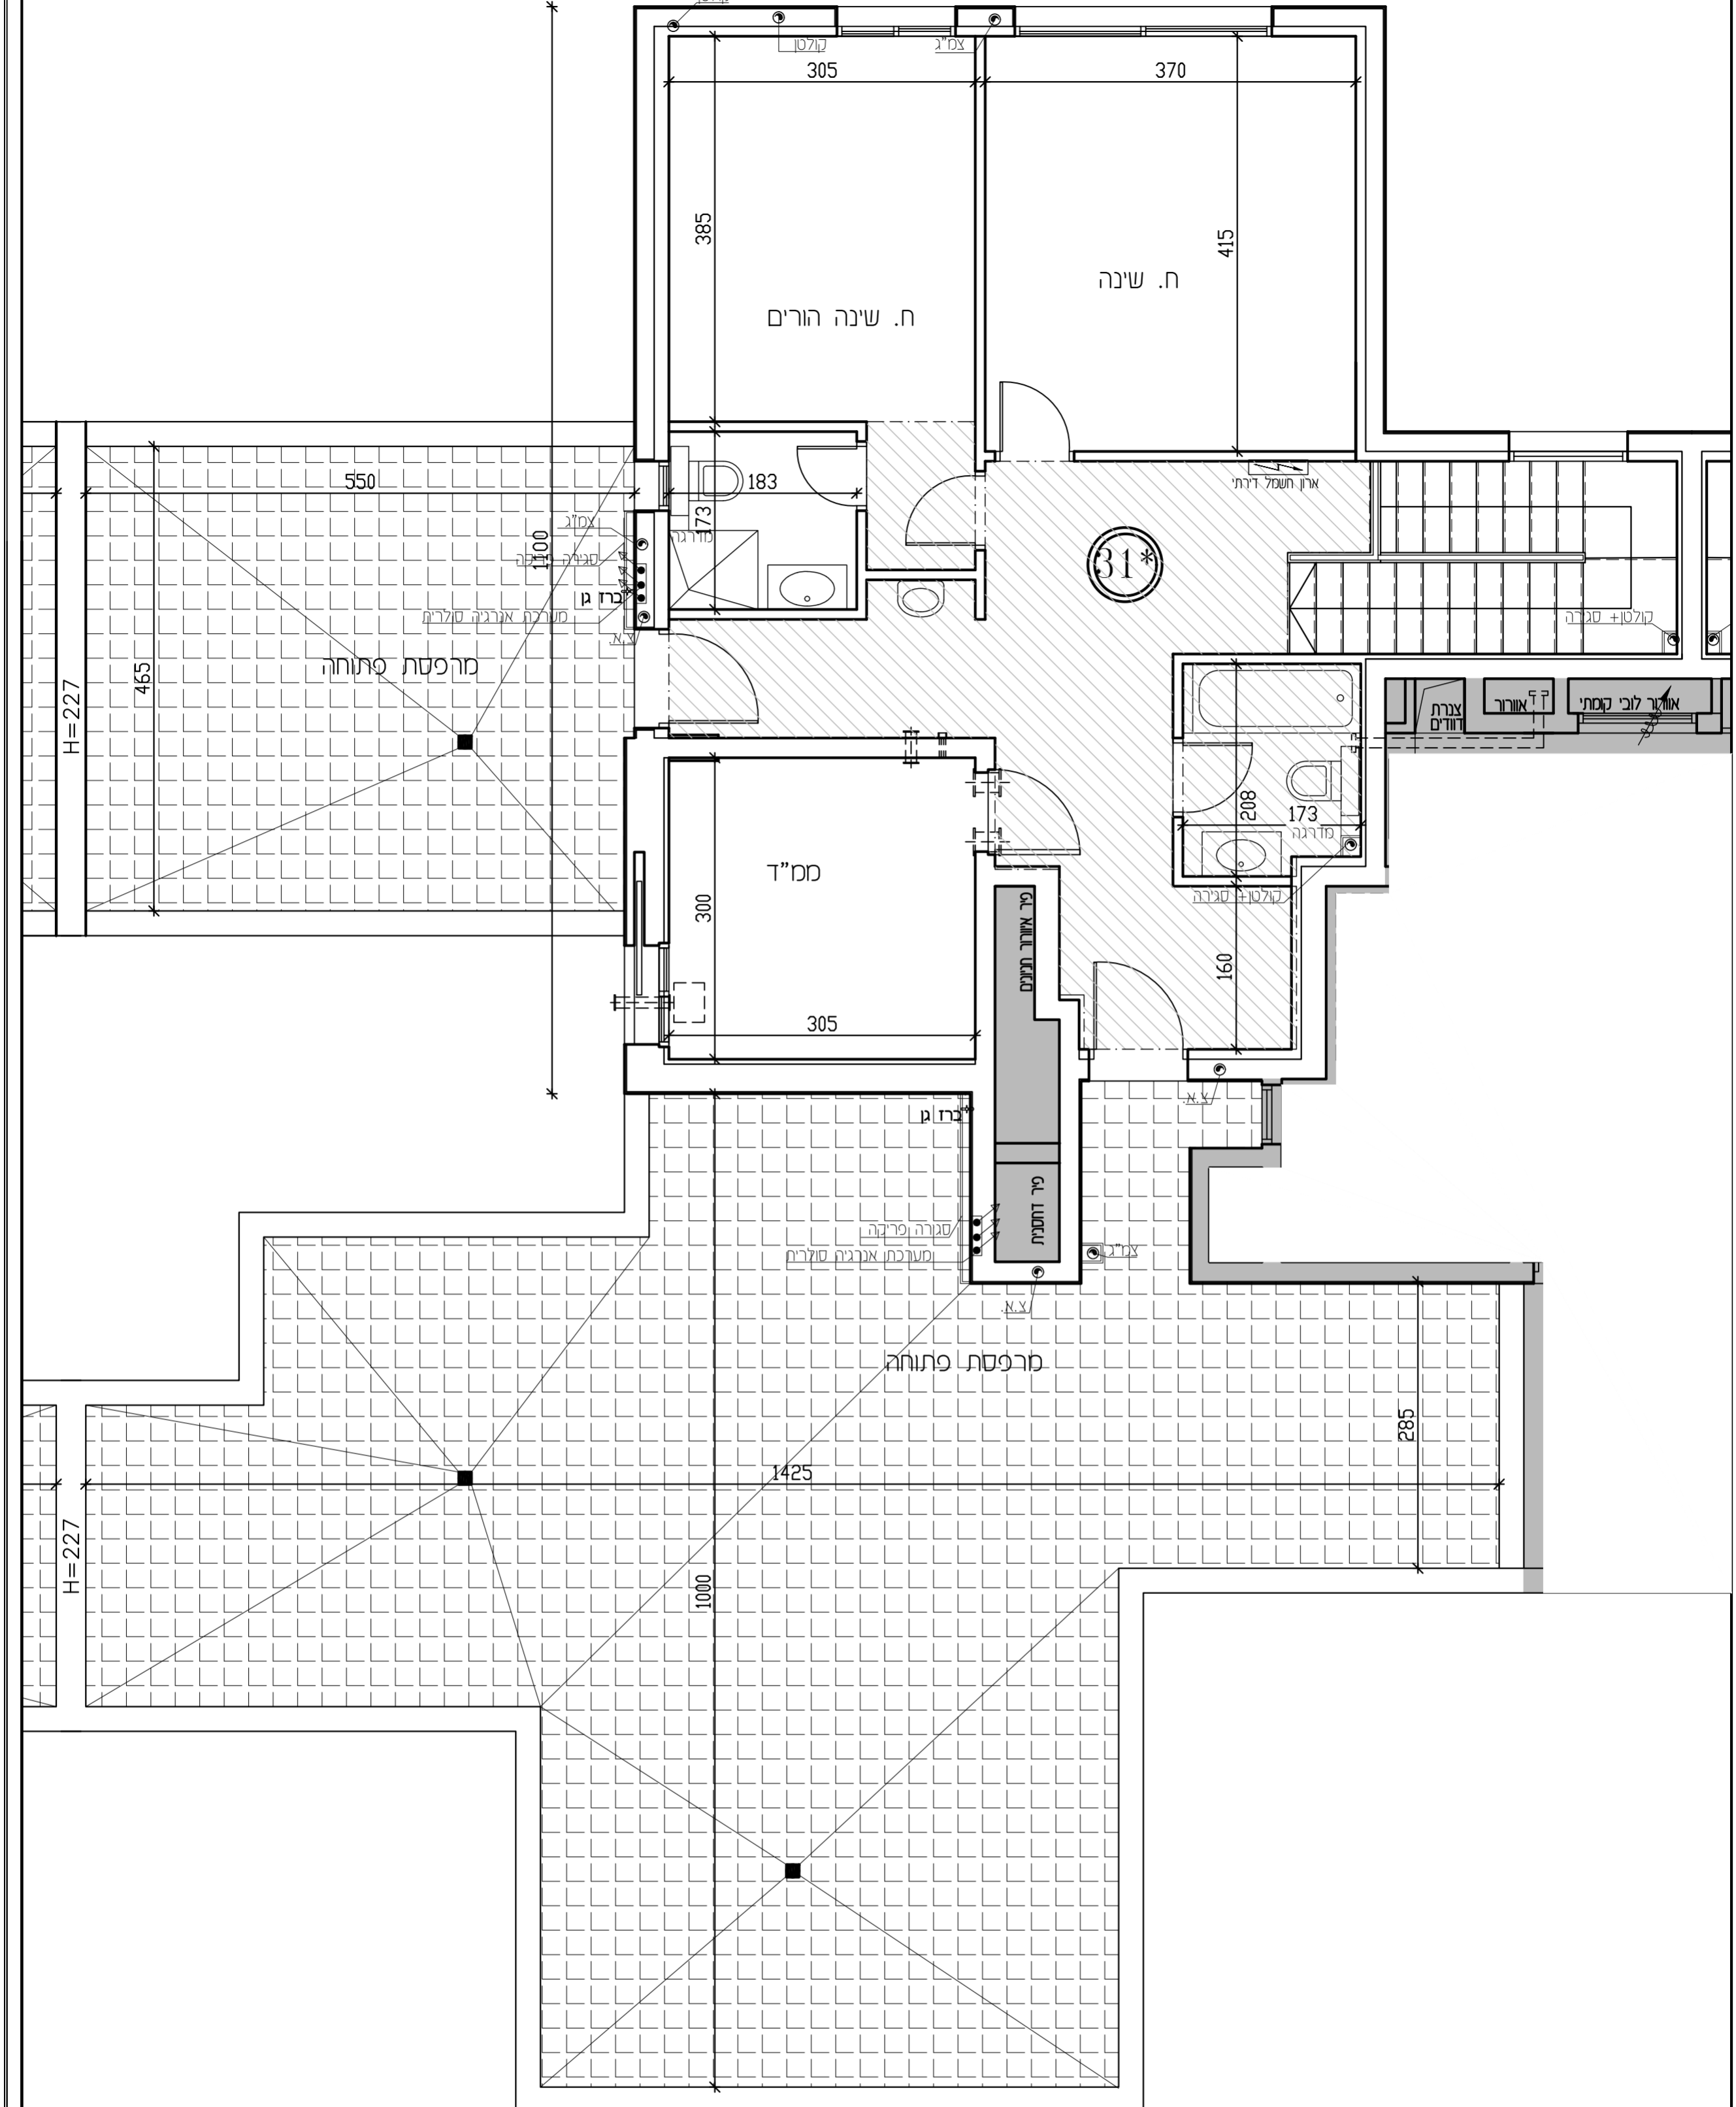 קולטן
צמ"ג
305
370
385
415
ח. שינה
ח. שינה הורים
550
183
173
מדרגה
ארון חשמל דירתי
31*
צמ"ג
1100
ברז גן
מערכת אנרגיה סולרית
צ.א.
קולטן+ סגירה
מרפסת פתוחה
465
H=227
צנרת
דוודים
אוורור
אוורור לובי קומתי
208
173
מדרגה
ממ"ד
300
קולטן+ סגירה
160
305
ברז גן
צ.א.
סגורה פריקה
מערכת אנרגיה סולרית
צמ"ג
צ.א.
מרפסת פתוחה
285
1425
H=227
1000